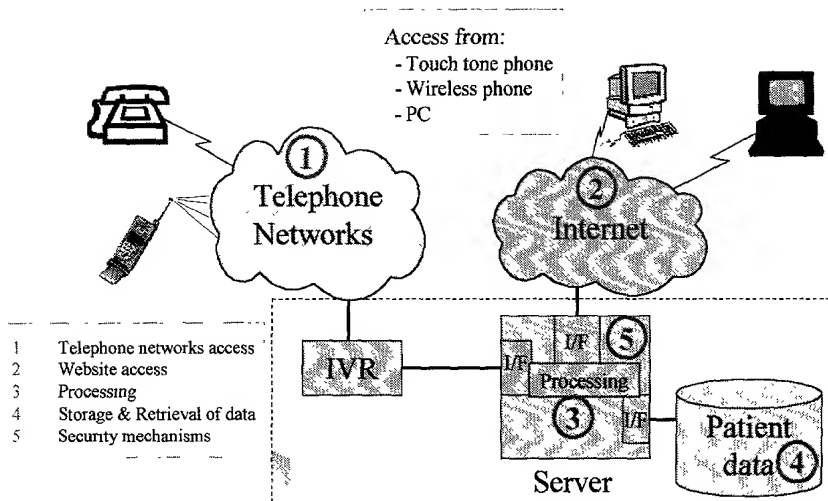 Access from:
- Touch tone phone
- Wireless phone
- PC
1
Telephone
Networks
2
Internet
1 Telephone networks access
2 Website access
3 Processing
4 Storage & Retrieval of data
5 Security mechanisms
IVR
I/F
5
I/F
Processing
3
I/F
Server
Patient
data 4